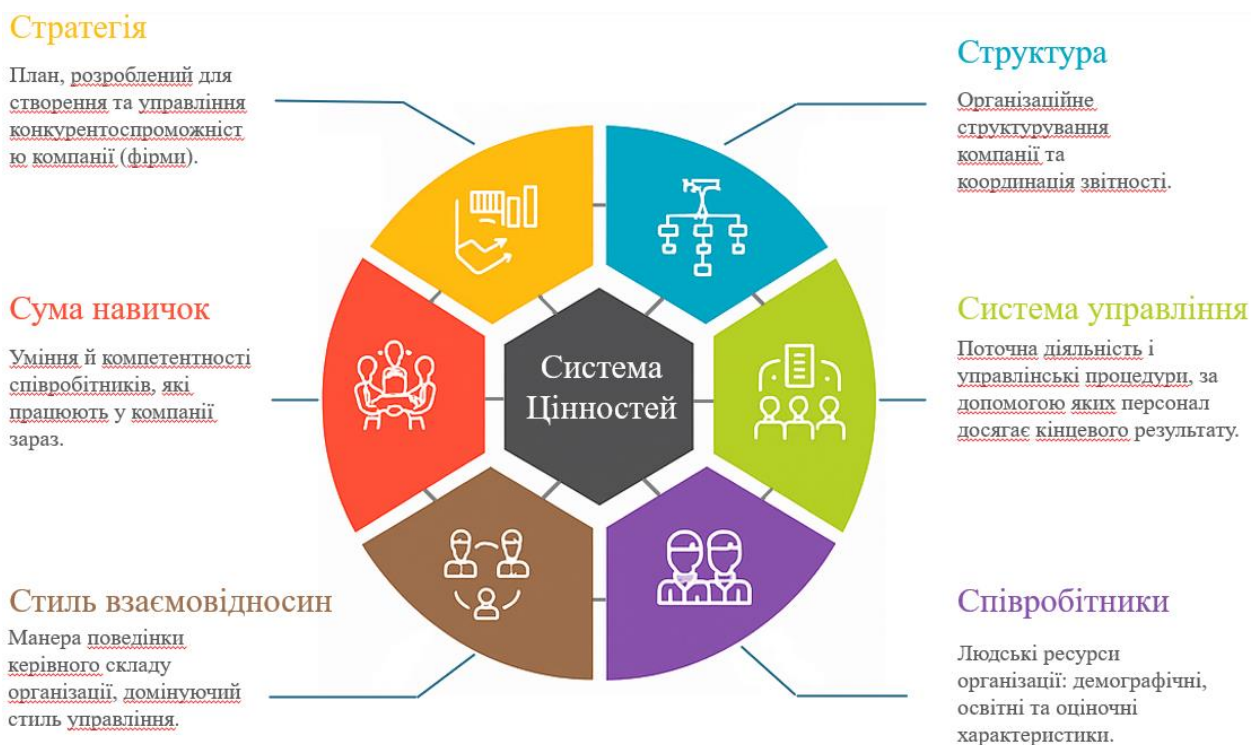 Стратегія
План, розроблений для
створення та управління
конкурентоспроможніст
ю компанії (фірми).
Структура
Організаційне
структурування
компанії та
координація звітності.
Сума навичок
Уміння й компетентності
співробітників, які
працюють у компанії
зараз.
Система
Цінностей
Система управління
Поточна діяльність і
управлінські процедури, за
допомогою яких персонал
досягає кінцевого результату.
Стиль взаємовідносин
Манера поведінки
керівного складу
організації, домінуючий
стиль управління.
Співробітники
Людські ресурси
організації: демографічні,
освітні та оціночні
характеристики.